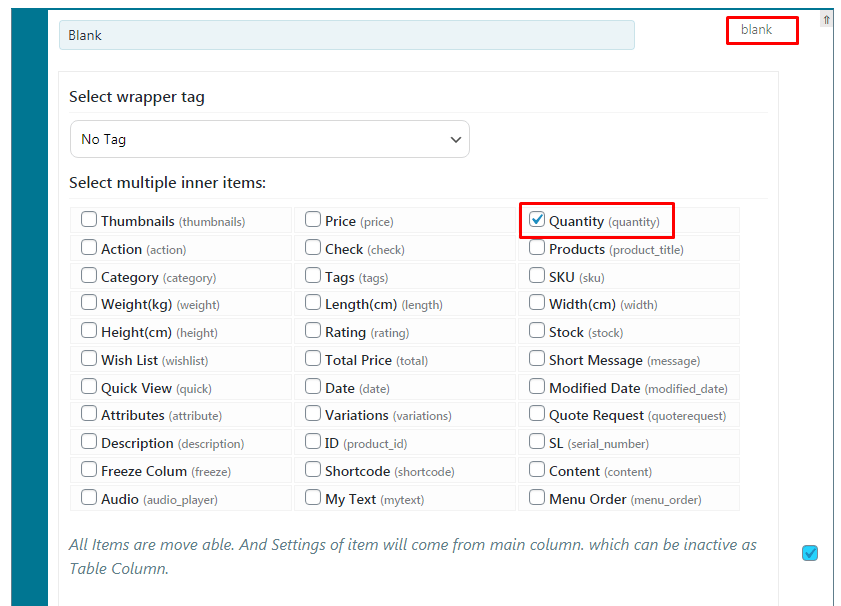 Blank
blank
⇑
Select wrapper tag
No Tag
Select multiple inner items:
Thumbnails (thumbnails) Price (price) Quantity (quantity)
Action (action) Check (check) Products (product_title)
Category (category) Tags (tags) SKU (sku)
Weight(kg) (weight) Length(cm) (length) Width(cm) (width)
Height(cm) (height) Rating (rating) Stock (stock)
Wish List (wishlist) Total Price (total) Short Message (message)
Quick View (quick) Date (date) Modified Date (modified_date)
Attributes (attribute) Variations (variations) Quote Request (quoterequest)
Description (description) ID (product_id) SL (serial_number)
Freeze Colum (freeze) Shortcode (shortcode) Content (content)
Audio (audio_player) My Text (mytext) Menu Order (menu_order)
All Items are move able. And Settings of item will come from main column. which can be inactive as
Table Column.